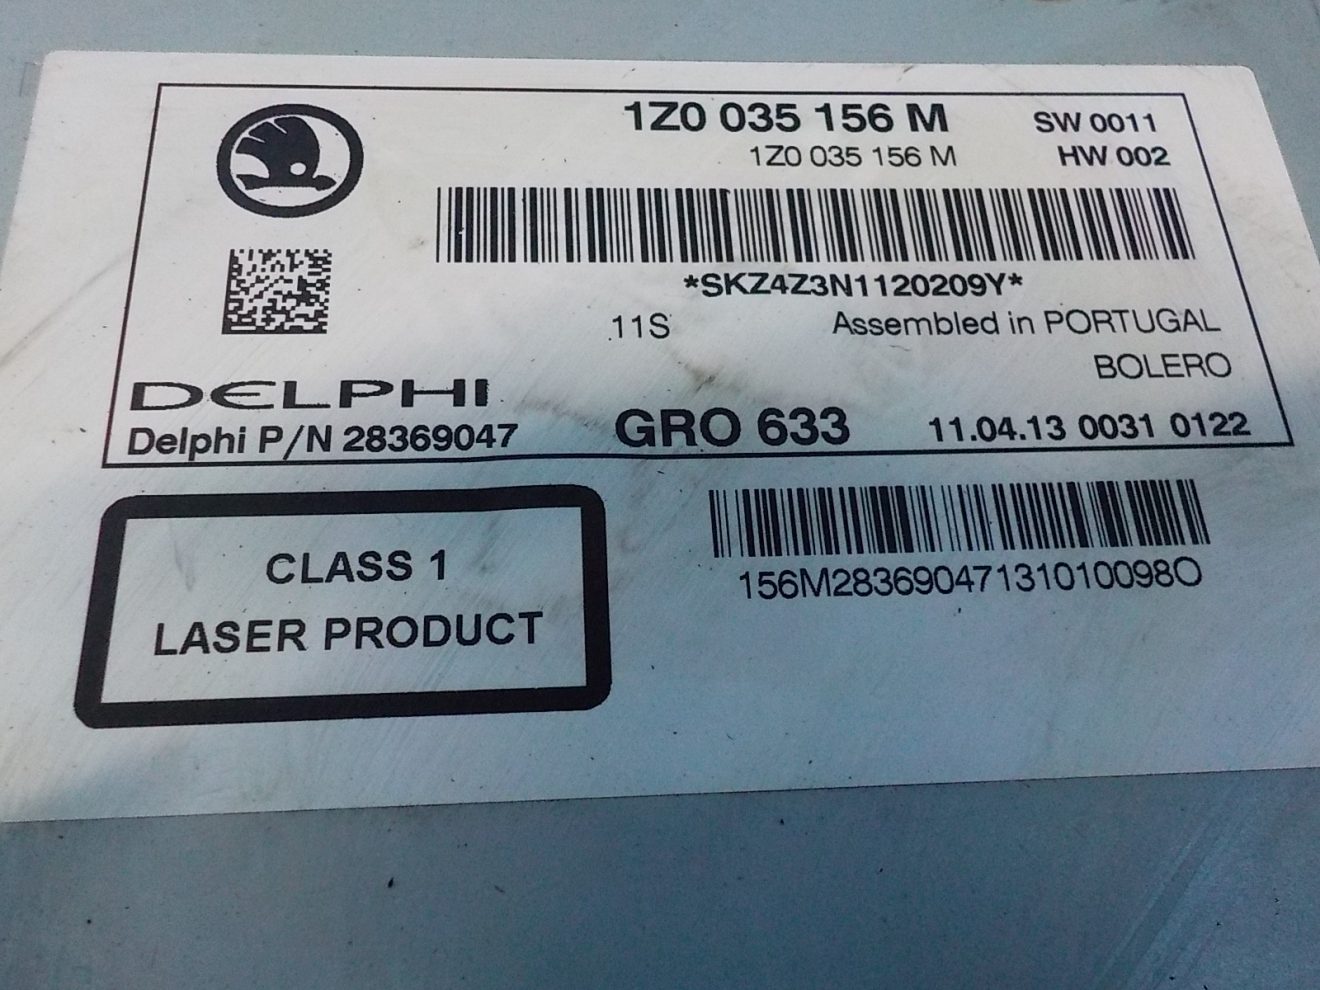 1Z0 035 156 M
SW 0011
1Z0 035 156 M
HW 002
*SKZ4Z3N1120209Y*
11S
Assembled in PORTUGAL
BOLERO
DELPHI
Delphi P/N 28369047
GRO 633
11.04.13 0031 0122
CLASS 1
LASER PRODUCT
156M28369047131010098O